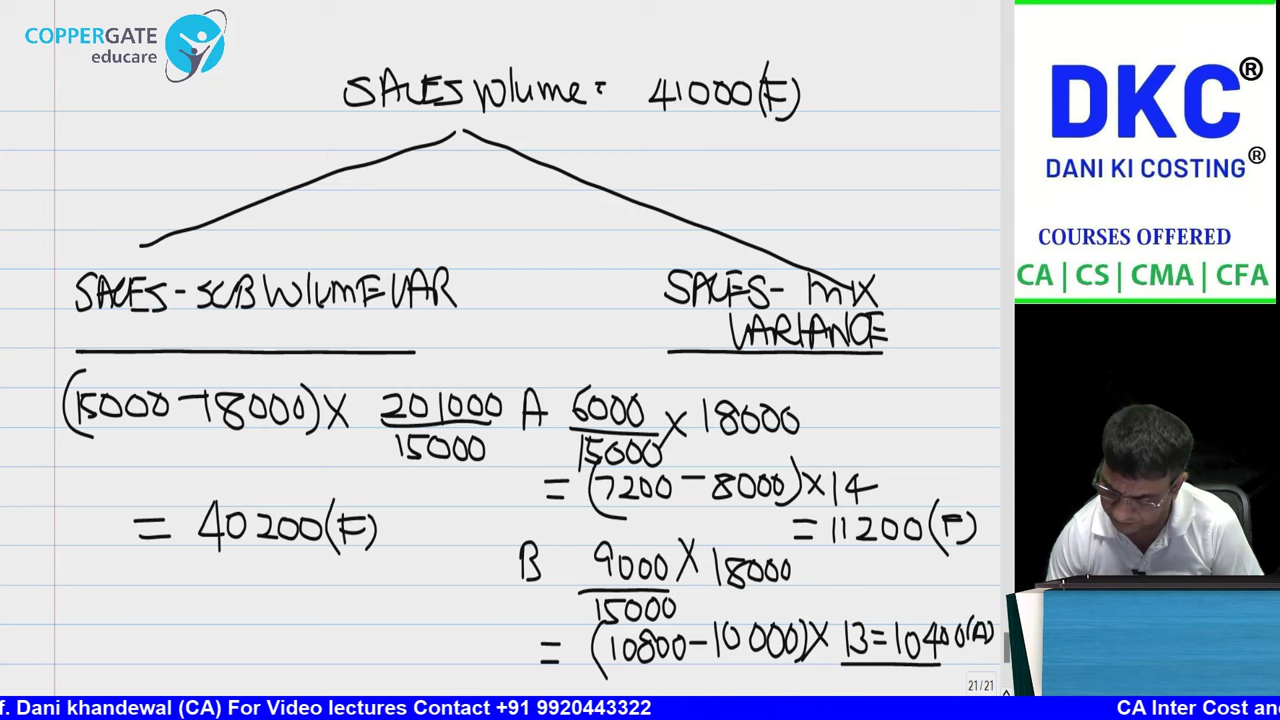 COPPERGATE
educare
SALES Volume = 41000(F)
SALES - SUB VOLUME VAR
SALES - MIX
VARIANCE
(15000 - 18000) X 201000
15000
= 40200(F)
A 6000 X 18000
15000
= (7200 - 8000) X 14
= 11200(F)
B 9000 X 18000
15000
= (10800 - 10000) X 13 = 10400(A)
21/21
DKC®
DANI KI COSTING®
COURSES OFFERED
CA | CS | CMA | CFA
f. Dani khandewal (CA) For Video lectures Contact +91 9920443322
CA Inter Cost and